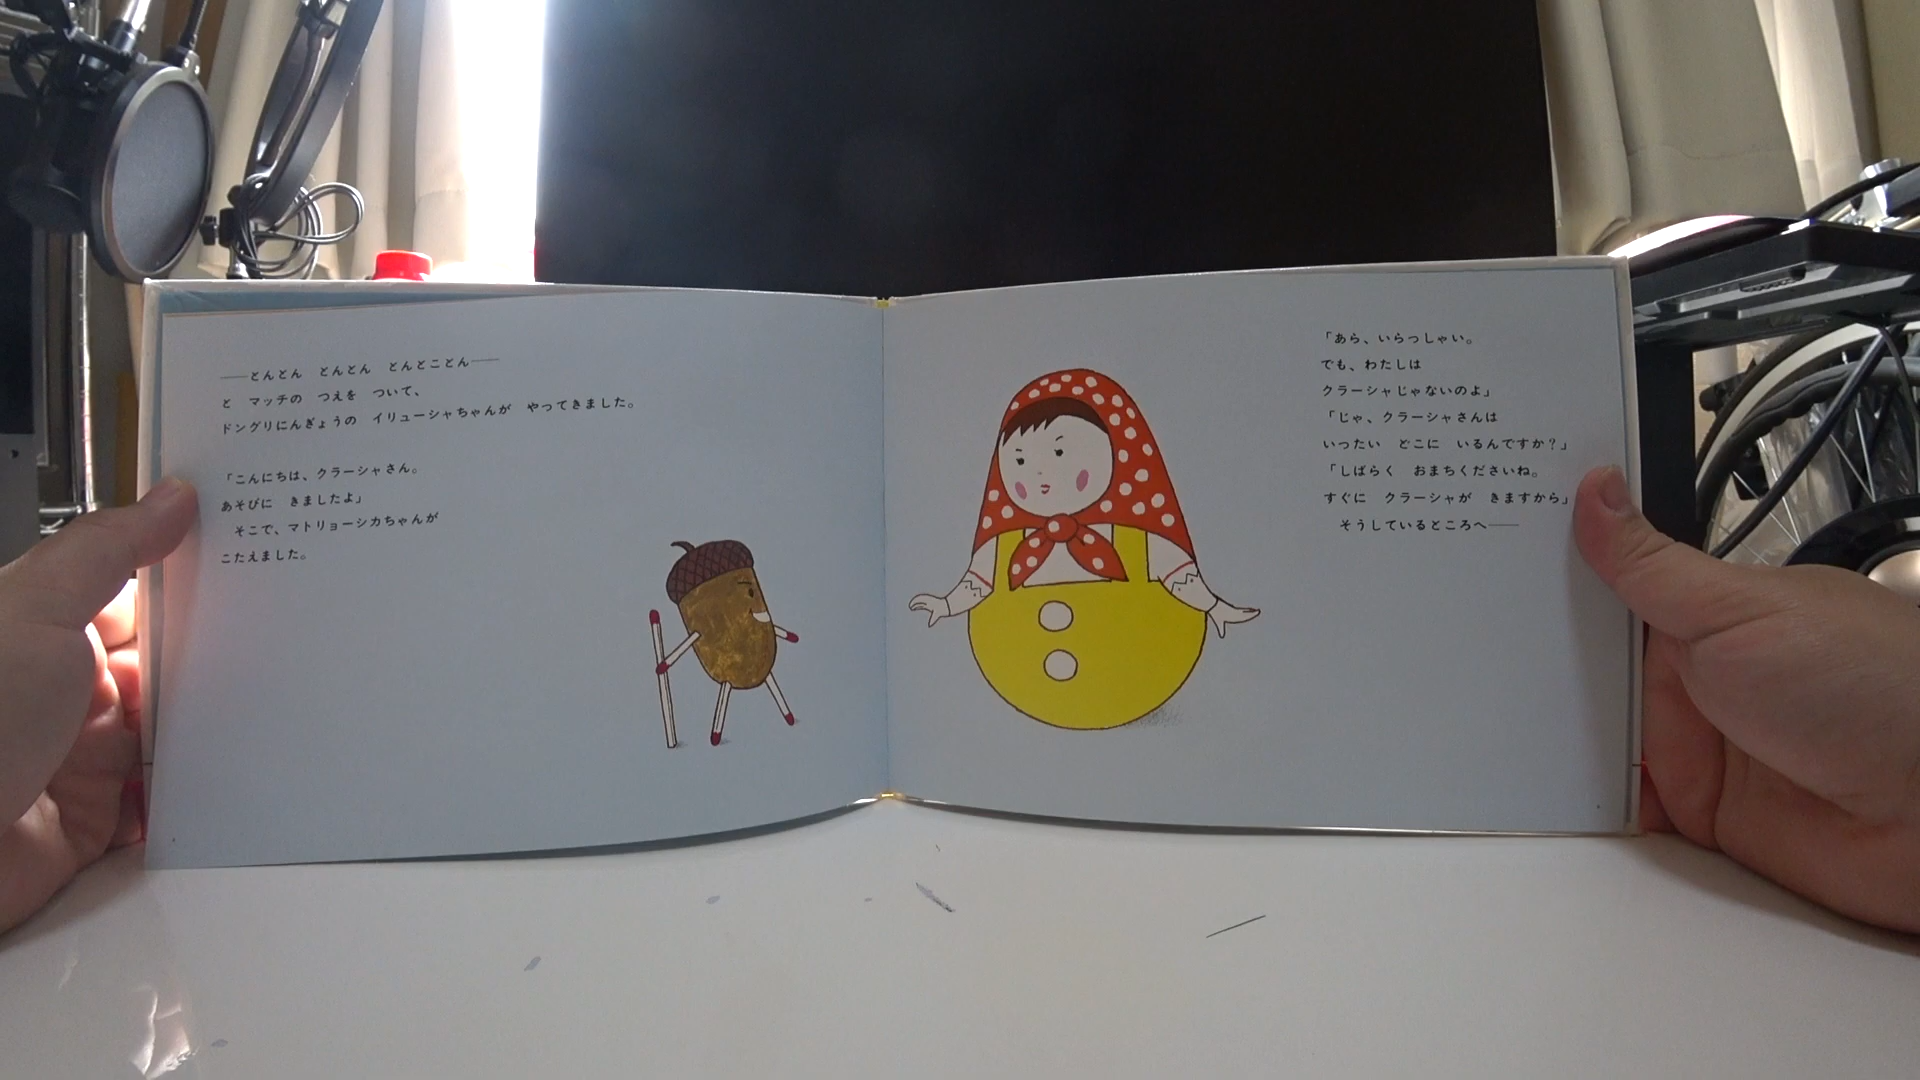 ――とんとん　とんとん　とんとことん――
と　マッチの　つえを　ついて、
ドングリにんぎょうの　イリューシャちゃんが　やってきました。
「こんにちは、クラーシャさん。
あそびに　きましたよ」
　そこで、マトリョーシカちゃんが
こたえました。
「あら、いらっしゃい。
でも、わたしは
クラーシャじゃないのよ」
「じゃ、クラーシャさんは
いったい　どこに　いるんですか？」
「しばらく　おまちくださいね。
すぐに　クラーシャが　きますから」
　そうしているところへ――